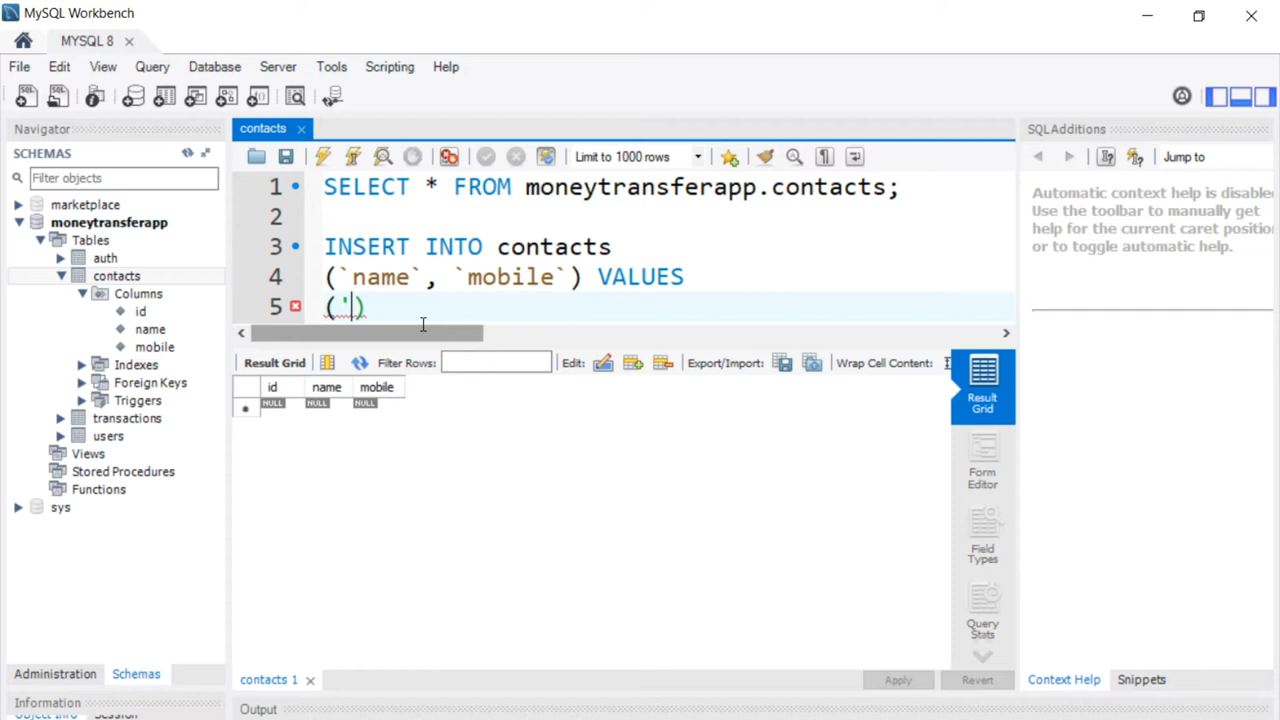 MySQL Workbench
MYSQL 8
File Edit View Query Database Server Tools Scripting Help
Navigator
SCHEMAS
Filter objects
marketplace
moneytransferapp
Tables
auth
contacts
Columns
id
name
mobile
Indexes
Foreign Keys
Triggers
transactions
users
Views
Stored Procedures
Functions
sys
Administration Schemas
Information
Object Info Session
contacts
Limit to 1000 rows
1 SELECT * FROM moneytransferapp.contacts;
2
3 INSERT INTO contacts
4 (`name`, `mobile`) VALUES
5 (')
Result Grid Filter Rows: Edit: Export/Import: Wrap Cell Content:
id name mobile
NULL NULL NULL
Result Grid
Form Editor
Field Types
Query Stats
contacts 1 Apply Revert
Output
SQLAdditions
Jump to
Automatic context help is disable
Use the toolbar to manually get
help for the current caret positio
or to toggle automatic help.
Context Help Snippets